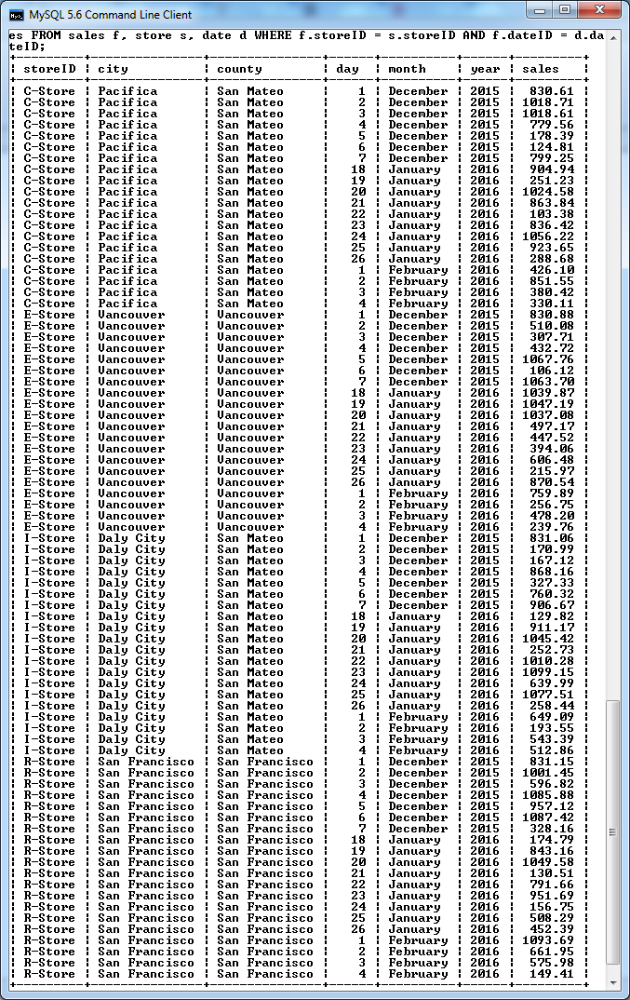 MySQL 5.6 Command Line Client
es FROM sales f, store s, date d WHERE f.storeID = s.storeID AND f.dateID = d.da
teID;
+---------+---------------+---------------+-----+----------+------+---------+
| storeID | city | county | day | month | year | sales |
+---------+---------------+---------------+-----+----------+------+---------+
| C-Store | Pacifica | San Mateo | 1 | December | 2015 | 830.61 |
| C-Store | Pacifica | San Mateo | 2 | December | 2015 | 1018.71 |
| C-Store | Pacifica | San Mateo | 3 | December | 2015 | 1018.61 |
| C-Store | Pacifica | San Mateo | 4 | December | 2015 | 779.56 |
| C-Store | Pacifica | San Mateo | 5 | December | 2015 | 178.39 |
| C-Store | Pacifica | San Mateo | 6 | December | 2015 | 124.81 |
| C-Store | Pacifica | San Mateo | 7 | December | 2015 | 799.25 |
| C-Store | Pacifica | San Mateo | 18 | January | 2016 | 904.94 |
| C-Store | Pacifica | San Mateo | 19 | January | 2016 | 251.23 |
| C-Store | Pacifica | San Mateo | 20 | January | 2016 | 1024.58 |
| C-Store | Pacifica | San Mateo | 21 | January | 2016 | 863.84 |
| C-Store | Pacifica | San Mateo | 22 | January | 2016 | 103.38 |
| C-Store | Pacifica | San Mateo | 23 | January | 2016 | 836.42 |
| C-Store | Pacifica | San Mateo | 24 | January | 2016 | 1056.22 |
| C-Store | Pacifica | San Mateo | 25 | January | 2016 | 923.65 |
| C-Store | Pacifica | San Mateo | 26 | January | 2016 | 288.68 |
| C-Store | Pacifica | San Mateo | 1 | February | 2016 | 426.10 |
| C-Store | Pacifica | San Mateo | 2 | February | 2016 | 851.55 |
| C-Store | Pacifica | San Mateo | 3 | February | 2016 | 380.42 |
| C-Store | Pacifica | San Mateo | 4 | February | 2016 | 330.11 |
| E-Store | Vancouver | Vancouver | 1 | December | 2015 | 830.88 |
| E-Store | Vancouver | Vancouver | 2 | December | 2015 | 510.08 |
| E-Store | Vancouver | Vancouver | 3 | December | 2015 | 307.71 |
| E-Store | Vancouver | Vancouver | 4 | December | 2015 | 432.72 |
| E-Store | Vancouver | Vancouver | 5 | December | 2015 | 1067.76 |
| E-Store | Vancouver | Vancouver | 6 | December | 2015 | 106.12 |
| E-Store | Vancouver | Vancouver | 7 | December | 2015 | 1063.70 |
| E-Store | Vancouver | Vancouver | 18 | January | 2016 | 1039.87 |
| E-Store | Vancouver | Vancouver | 19 | January | 2016 | 1047.19 |
| E-Store | Vancouver | Vancouver | 20 | January | 2016 | 1037.08 |
| E-Store | Vancouver | Vancouver | 21 | January | 2016 | 497.17 |
| E-Store | Vancouver | Vancouver | 22 | January | 2016 | 447.52 |
| E-Store | Vancouver | Vancouver | 23 | January | 2016 | 394.06 |
| E-Store | Vancouver | Vancouver | 24 | January | 2016 | 606.48 |
| E-Store | Vancouver | Vancouver | 25 | January | 2016 | 215.97 |
| E-Store | Vancouver | Vancouver | 26 | January | 2016 | 870.54 |
| E-Store | Vancouver | Vancouver | 1 | February | 2016 | 759.89 |
| E-Store | Vancouver | Vancouver | 2 | February | 2016 | 256.75 |
| E-Store | Vancouver | Vancouver | 3 | February | 2016 | 478.20 |
| E-Store | Vancouver | Vancouver | 4 | February | 2016 | 239.76 |
| I-Store | Daly City | San Mateo | 1 | December | 2015 | 831.06 |
| I-Store | Daly City | San Mateo | 2 | December | 2015 | 170.99 |
| I-Store | Daly City | San Mateo | 3 | December | 2015 | 167.12 |
| I-Store | Daly City | San Mateo | 4 | December | 2015 | 868.16 |
| I-Store | Daly City | San Mateo | 5 | December | 2015 | 327.33 |
| I-Store | Daly City | San Mateo | 6 | December | 2015 | 760.32 |
| I-Store | Daly City | San Mateo | 7 | December | 2015 | 906.67 |
| I-Store | Daly City | San Mateo | 18 | January | 2016 | 129.82 |
| I-Store | Daly City | San Mateo | 19 | January | 2016 | 911.17 |
| I-Store | Daly City | San Mateo | 20 | January | 2016 | 1045.42 |
| I-Store | Daly City | San Mateo | 21 | January | 2016 | 252.73 |
| I-Store | Daly City | San Mateo | 22 | January | 2016 | 1010.28 |
| I-Store | Daly City | San Mateo | 23 | January | 2016 | 1099.15 |
| I-Store | Daly City | San Mateo | 24 | January | 2016 | 639.99 |
| I-Store | Daly City | San Mateo | 25 | January | 2016 | 1077.51 |
| I-Store | Daly City | San Mateo | 26 | January | 2016 | 258.44 |
| I-Store | Daly City | San Mateo | 1 | February | 2016 | 649.09 |
| I-Store | Daly City | San Mateo | 2 | February | 2016 | 193.55 |
| I-Store | Daly City | San Mateo | 3 | February | 2016 | 543.39 |
| I-Store | Daly City | San Mateo | 4 | February | 2016 | 512.86 |
| R-Store | San Francisco | San Francisco | 1 | December | 2015 | 831.15 |
| R-Store | San Francisco | San Francisco | 2 | December | 2015 | 1001.45 |
| R-Store | San Francisco | San Francisco | 3 | December | 2015 | 596.82 |
| R-Store | San Francisco | San Francisco | 4 | December | 2015 | 1085.88 |
| R-Store | San Francisco | San Francisco | 5 | December | 2015 | 957.12 |
| R-Store | San Francisco | San Francisco | 6 | December | 2015 | 1087.42 |
| R-Store | San Francisco | San Francisco | 7 | December | 2015 | 328.16 |
| R-Store | San Francisco | San Francisco | 18 | January | 2016 | 174.79 |
| R-Store | San Francisco | San Francisco | 19 | January | 2016 | 843.16 |
| R-Store | San Francisco | San Francisco | 20 | January | 2016 | 1049.58 |
| R-Store | San Francisco | San Francisco | 21 | January | 2016 | 130.51 |
| R-Store | San Francisco | San Francisco | 22 | January | 2016 | 791.66 |
| R-Store | San Francisco | San Francisco | 23 | January | 2016 | 951.69 |
| R-Store | San Francisco | San Francisco | 24 | January | 2016 | 156.75 |
| R-Store | San Francisco | San Francisco | 25 | January | 2016 | 508.29 |
| R-Store | San Francisco | San Francisco | 26 | January | 2016 | 452.39 |
| R-Store | San Francisco | San Francisco | 1 | February | 2016 | 1093.69 |
| R-Store | San Francisco | San Francisco | 2 | February | 2016 | 661.95 |
| R-Store | San Francisco | San Francisco | 3 | February | 2016 | 575.98 |
| R-Store | San Francisco | San Francisco | 4 | February | 2016 | 149.41 |
+---------+---------------+---------------+-----+----------+------+---------+